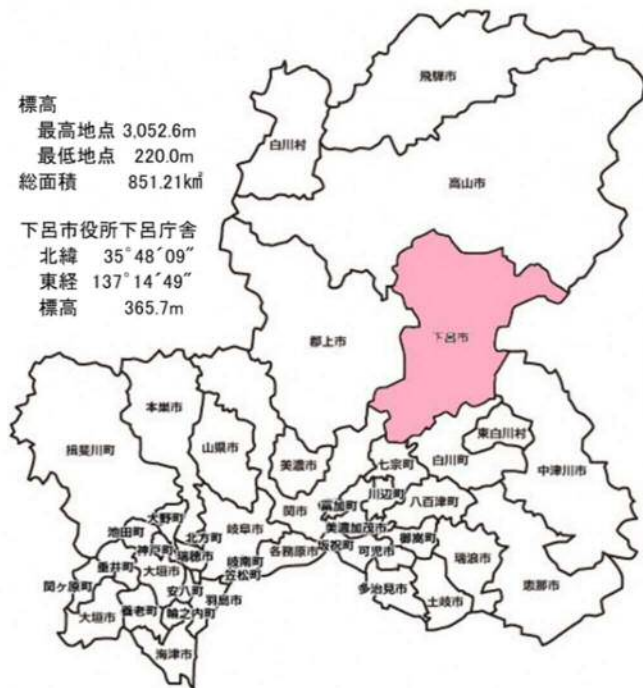 標高
最高地点 3,052.6m
最低地点 220.0m
総面積 851.21㎢
下呂市役所下呂庁舎
北緯 35°48′09″
東経 137°14′49″
標高 365.7m
飛騨市
白川村
高山市
下呂市
郡上市
本巣市
山県市
揖斐川町
美濃市
七宗町
白川町
東白川村
中津川市
関市
富加町
川辺町
八百津町
大野町
北方町
岐阜市
美濃加茂市
池田町
神戸町
瑞穂市
岐南町
各務原市
坂祝町
可児市
御嵩町
瑞浪市
恵那市
垂井町
大垣市
笠松町
関ケ原町
安八町
羽島市
多治見市
土岐市
大垣市
養老町
輪之内町
海津市